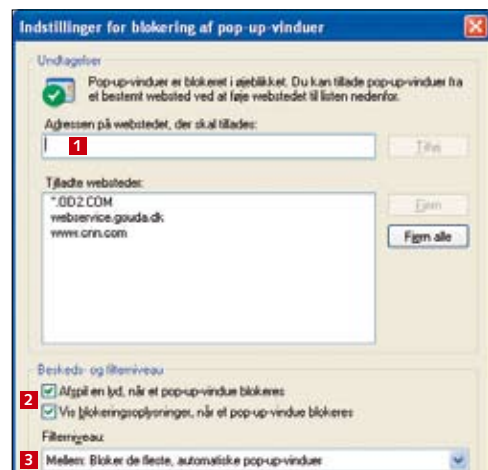 Indstillinger for blokering af pop-up-vinduer
Undtagelser
Pop-up-vinduer er blokeret i øjeblikket. Du kan tillade pop-up-vinduer fra
et bestemt websted ved at føje webstedet til listen nedenfor.
Adressen på webstedet, der skal tillades:
1
Tilføj
Tilladte websteder:
*.OD2.COM
webservice.gouda.dk
www.cnn.com
Fjern
Fjern alle
Beskeds- og filterniveau
2
Afspil en lyd, når et pop-up-vindue blokeres
Vis blokeringsoplysninger, når et pop-up-vindue blokeres
Filterniveau:
3
Mellem: Bloker de fleste, automatiske pop-up-vinduer